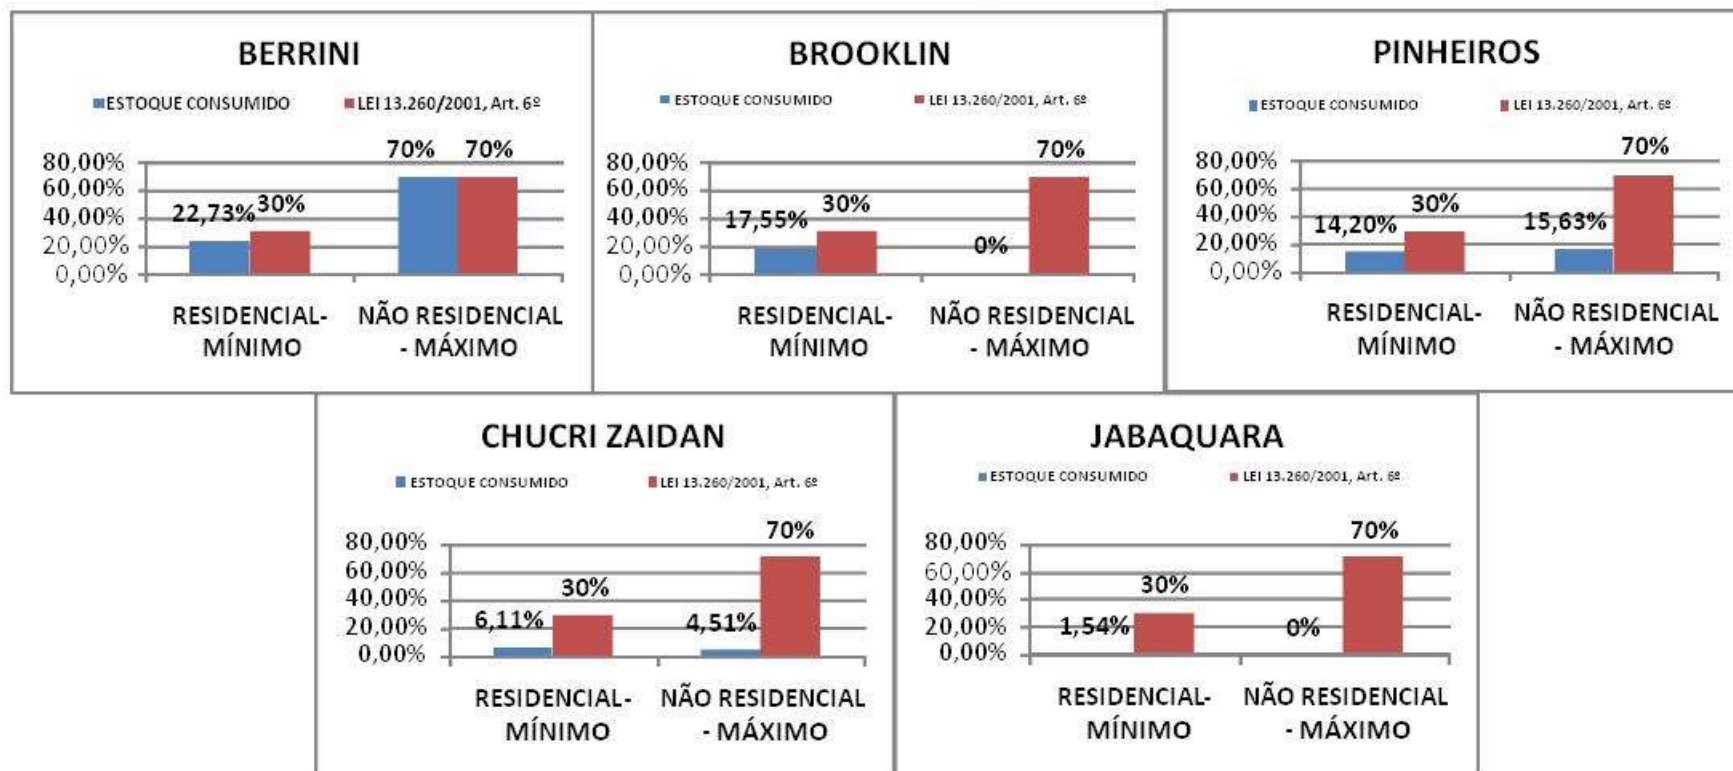 BERRINI
ESTOQUE CONSUMIDO LEI 13.260/2001, Art. 6º
70% 70%
80,00%
60,00%
40,00%
20,00%
0,00%
22,73% 30%
RESIDENCIAL- NÃO RESIDENCIAL
MÍNIMO - MÁXIMO
BROOKLIN
ESTOQUE CONSUMIDO LEI 13.260/2001, Art. 6º
70%
80,00%
60,00%
40,00%
20,00%
0,00%
17,55% 30%
0%
RESIDENCIAL- NÃO RESIDENCIAL
MÍNIMO - MÁXIMO
PINHEIROS
ESTOQUE CONSUMIDO LEI 13.260/2001, Art. 6º
70%
80,00%
60,00%
40,00%
20,00%
0,00%
14,20% 30% 15,63%
RESIDENCIAL- NÃO RESIDENCIAL
MÍNIMO - MÁXIMO
CHUCRI ZAIDAN
ESTOQUE CONSUMIDO LEI 13.260/2001, Art. 6º
70%
80,00%
60,00%
40,00%
20,00%
0,00%
30%
6,11% 4,51%
RESIDENCIAL- NÃO RESIDENCIAL
MÍNIMO - MÁXIMO
JABAQUARA
ESTOQUE CONSUMIDO LEI 13.260/2001, Art. 6º
70%
80,00%
60,00%
40,00%
20,00%
0,00%
30%
1,54% 0%
RESIDENCIAL- NÃO RESIDENCIAL
MÍNIMO - MÁXIMO